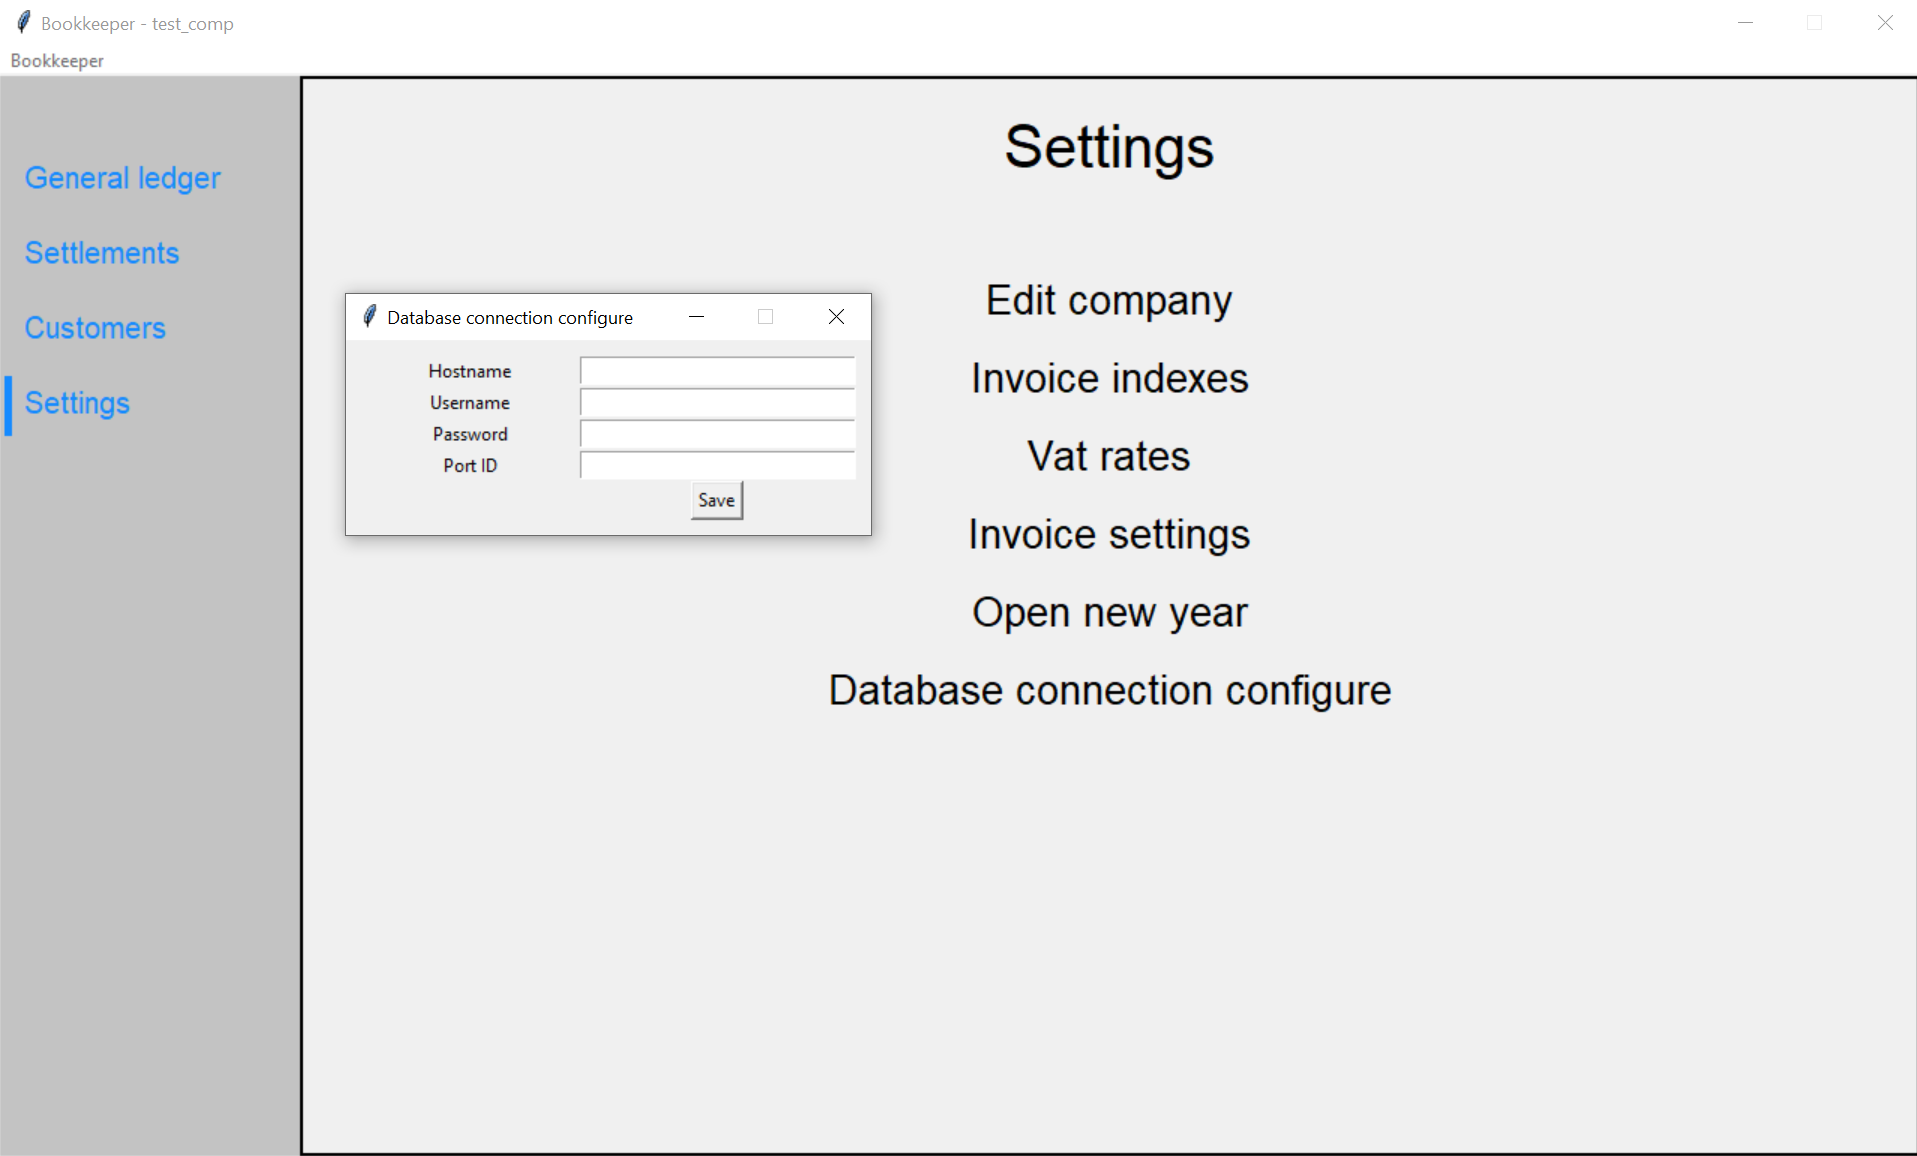 Bookkeeper - test_comp
Bookkeeper
General ledger
Settlements
Customers
Settings
Settings
Edit company
Invoice indexes
Vat rates
Invoice settings
Open new year
Database connection configure
Database connection configure
Hostname
Username
Password
Port ID
Save